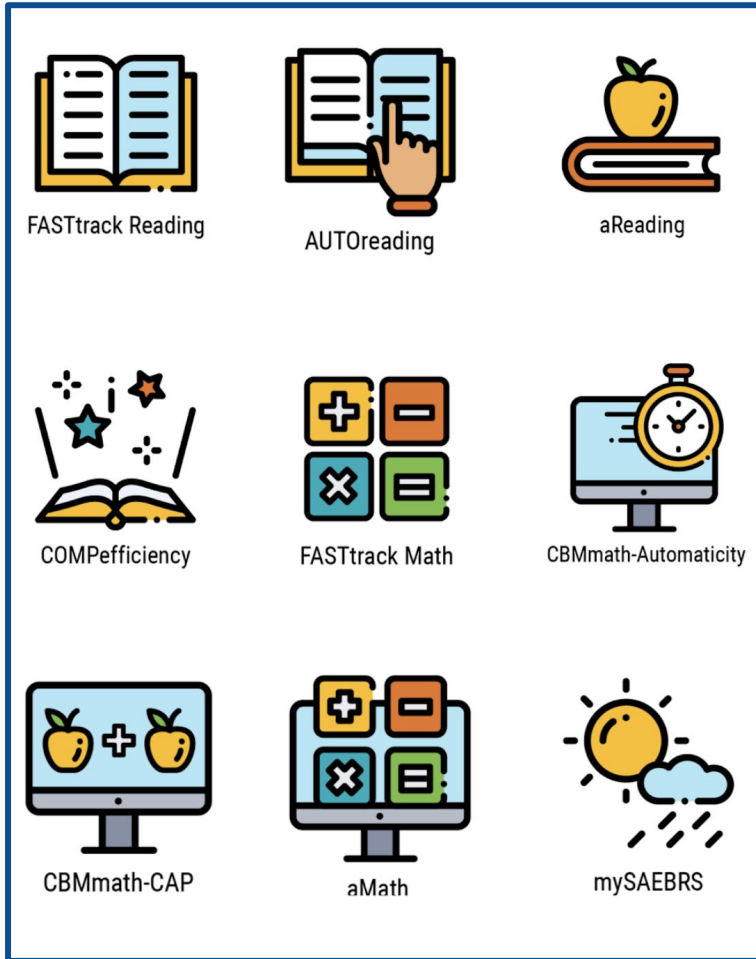 FASTtrack Reading
AUTOreading
aReading
COMPefficiency
FASTtrack Math
CBMmath-Automaticity
CBMmath-CAP
aMath
mySAEBRS